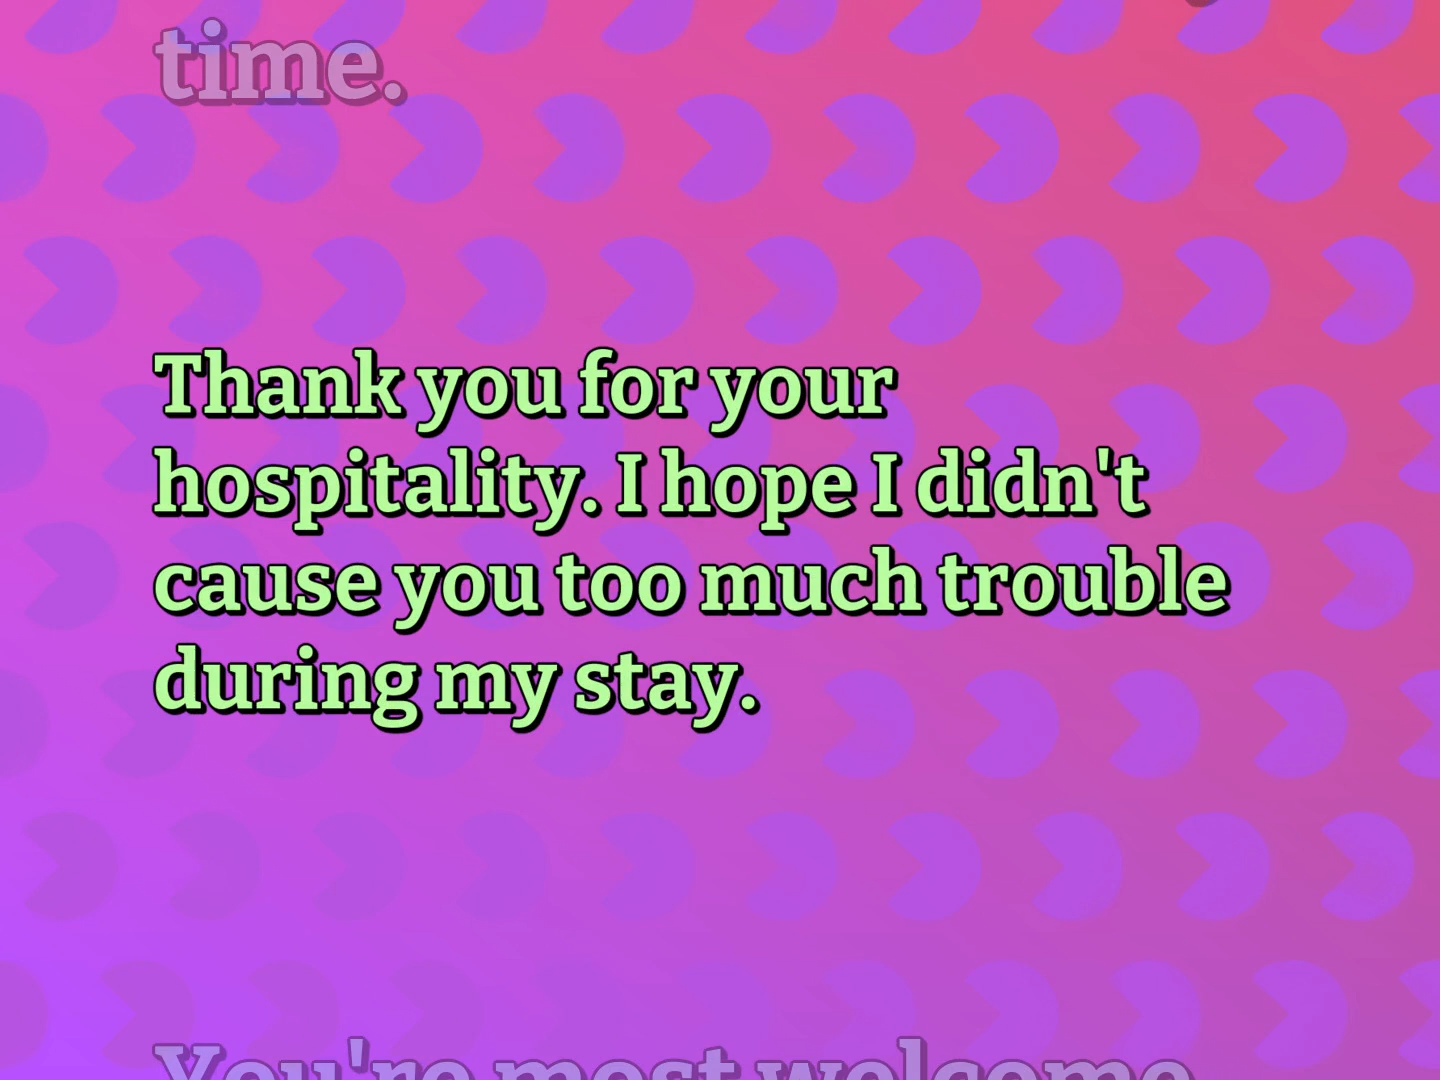 time.
Thank you for your
hospitality. I hope I didn't
cause you too much trouble
during my stay.
You're most welcome